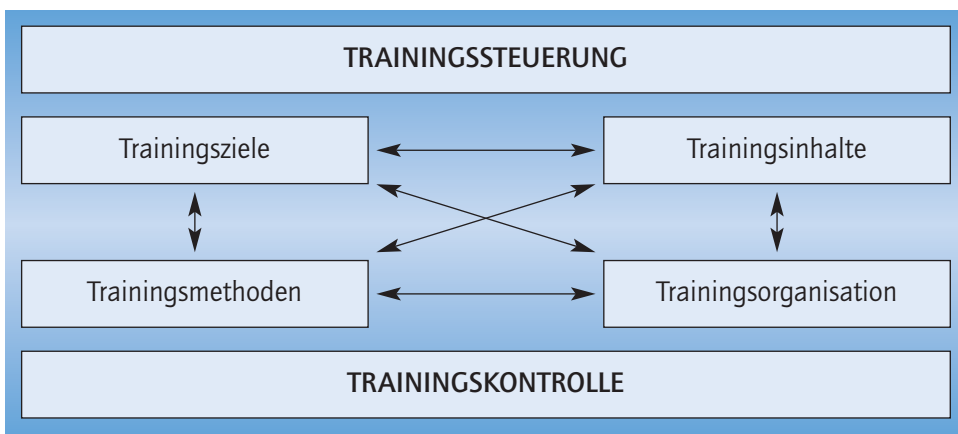 TRAININGSSTEUERUNG
Trainingsziele
Trainingsinhalte
Trainingsmethoden
Trainingsorganisation
TRAININGSKONTROLLE